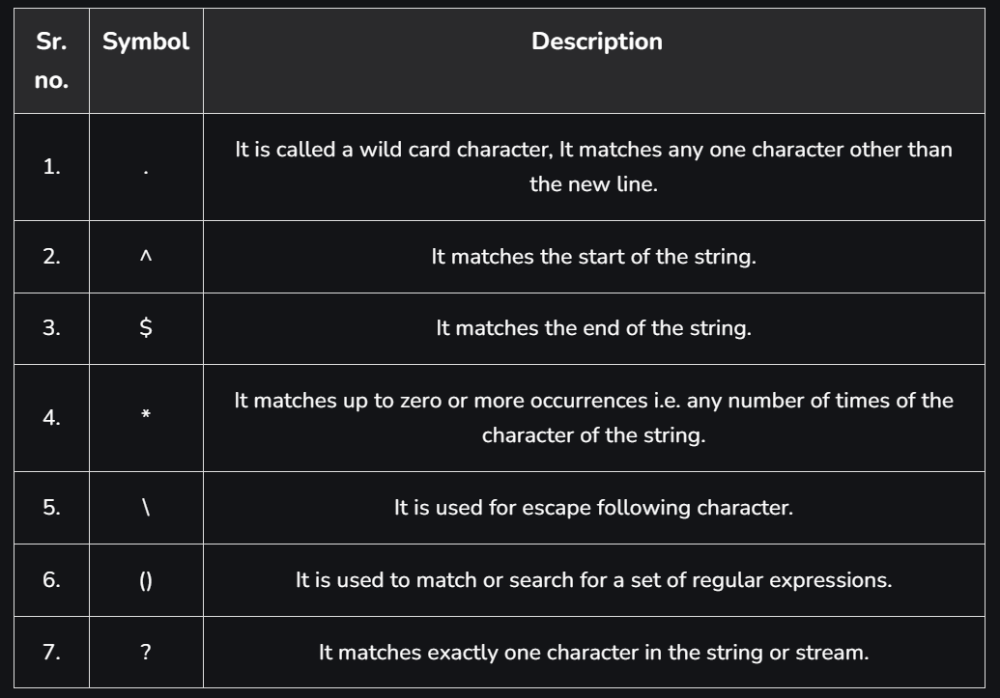 Sr. no. Symbol Description
1. . It is called a wild card character, It matches any one character other than
the new line.
2. ^ It matches the start of the string.
3. $ It matches the end of the string.
4. * It matches up to zero or more occurrences i.e. any number of times of the
character of the string.
5. \ It is used for escape following character.
6. () It is used to match or search for a set of regular expressions.
7. ? It matches exactly one character in the string or stream.